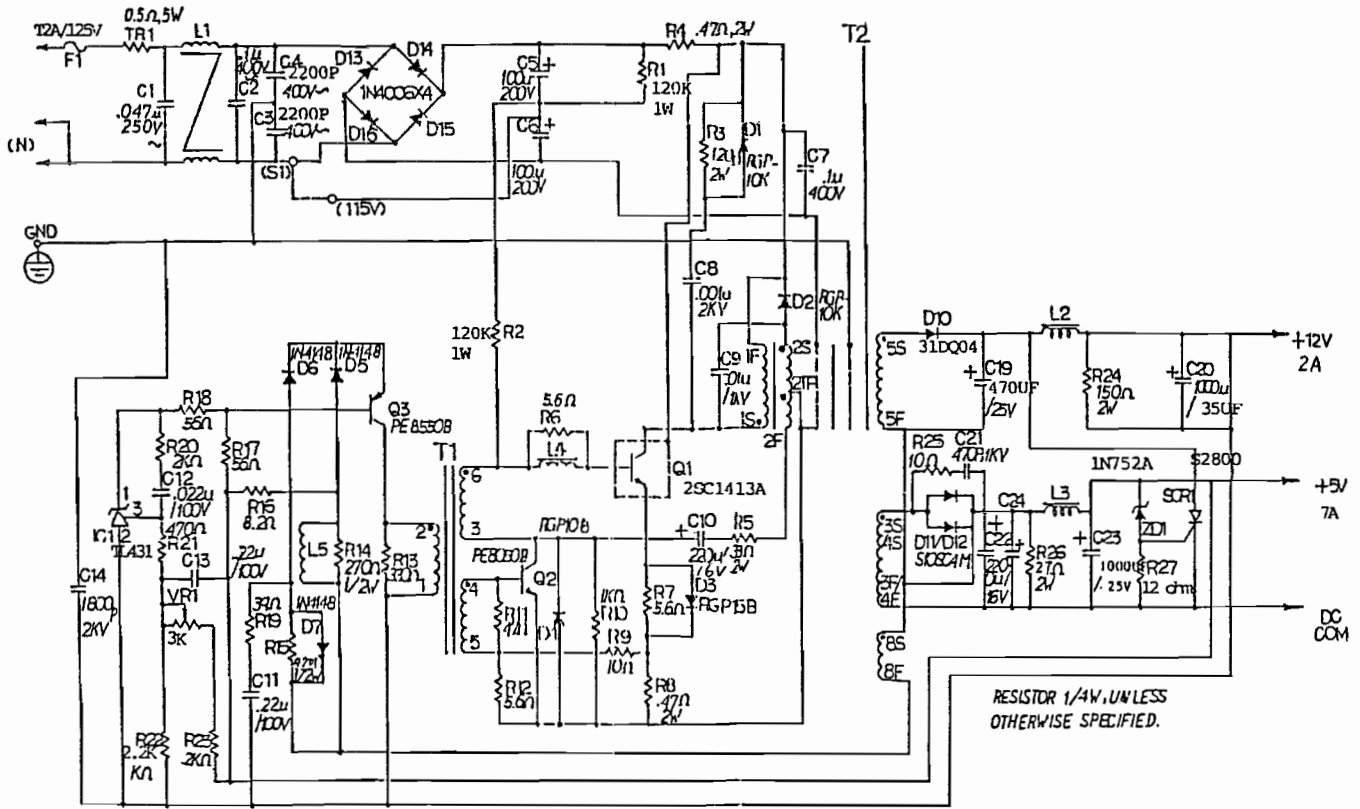 T2A/125V
F1
0.5Ω,5W
TR1
L1
C1
.047u
250V
~
(N)
.1u
400V
~
C2
C4
2200P
400V~
C3
2200P
400V~
D13
D14
1N4006X4
D16
D15
(S1)
(115V)
C5
100u
200V
C6
100u
200V
R4
.47Ω,2W
R1
120K
1W
R3
120Ω
2W
D1
RGP-
10K
C7
.1u
400V
T2
GND
C8
.001u
2KV
120K
R2
1W
D2
RGP-
10K
C9
.01u
/1KV
1F
1S
2S
2TP
2F
1N4148
1N4148
D6
D5
Q3
PE8550B
R18
56Ω
R20
2KΩ
R17
56Ω
C12
.022u
/100V
R16
8.2Ω
470Ω
R21
1
3
IC1
2
TL431
C13
.22u
/100V
C14
1800p
2KV
VR1
3K
39Ω
R19
L5
R14
270Ω
1/2W
R13
330Ω
1N4148
D7
R15
47Ω
1/2W
C11
.22u
/100V
R22
2.2K
KΩ
R23
2KΩ
T1
2
1
6
3
4
5
5.6Ω
R6
L4
Q1
2SC1413A
RGP10B
PE8050B
Q2
C10
220u
/16V
R5
3Ω
2W
R11
47Ω
1KΩ
R10
R9
10Ω
R7
5.6Ω
D3
RGP15B
R12
5.6Ω
R8
.47Ω
2W
5S
5F
D10
31DQ04
C19
470UF
/25V
L2
R24
150Ω
2W
C20
1000u
/35UF
+12V
2A
R25
10Ω
C21
470P,1KV
1N752A
S2800
3S
4S
3F/
4F
D11/D12
S10SC4M
C24
C22
/16V
L3
R26
27Ω
2W
C23
1000U
/.25V
ZD1
R27
12 ohm
SCR1
+5V
7A
8S
8F
DC
COM
RESISTOR 1/4W,UNLESS
OTHERWISE SPECIFIED.